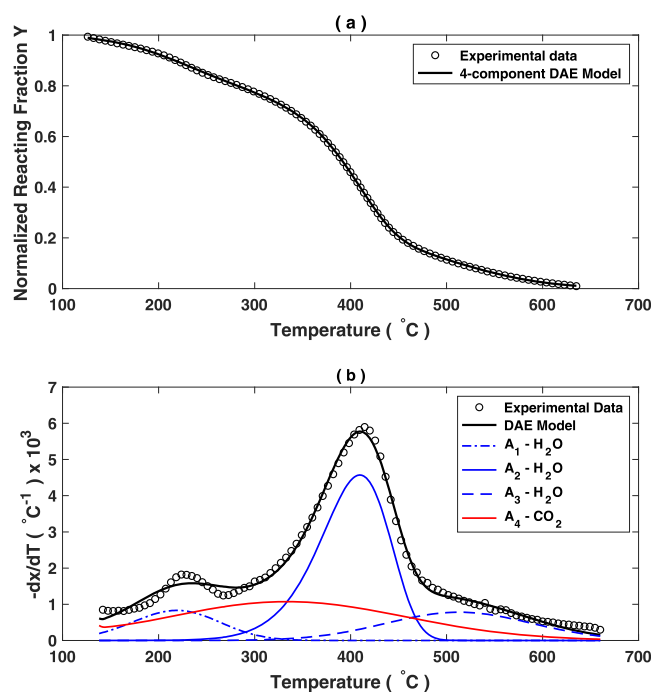 ( a )
Normalized Reacting Fraction Y
1
0.8
0.6
0.4
0.2
0
Experimental data
4-component DAE Model
100 200 300 400 500 600 700
Temperature ( °C )
( b )
-dx/dT ( °C⁻¹ ) x 10³
7
6
5
4
3
2
1
0
Experimental Data
DAE Model
A₁ - H₂O
A₂ - H₂O
A₃ - H₂O
A₄ - CO₂
100 200 300 400 500 600 700
Temperature ( °C )